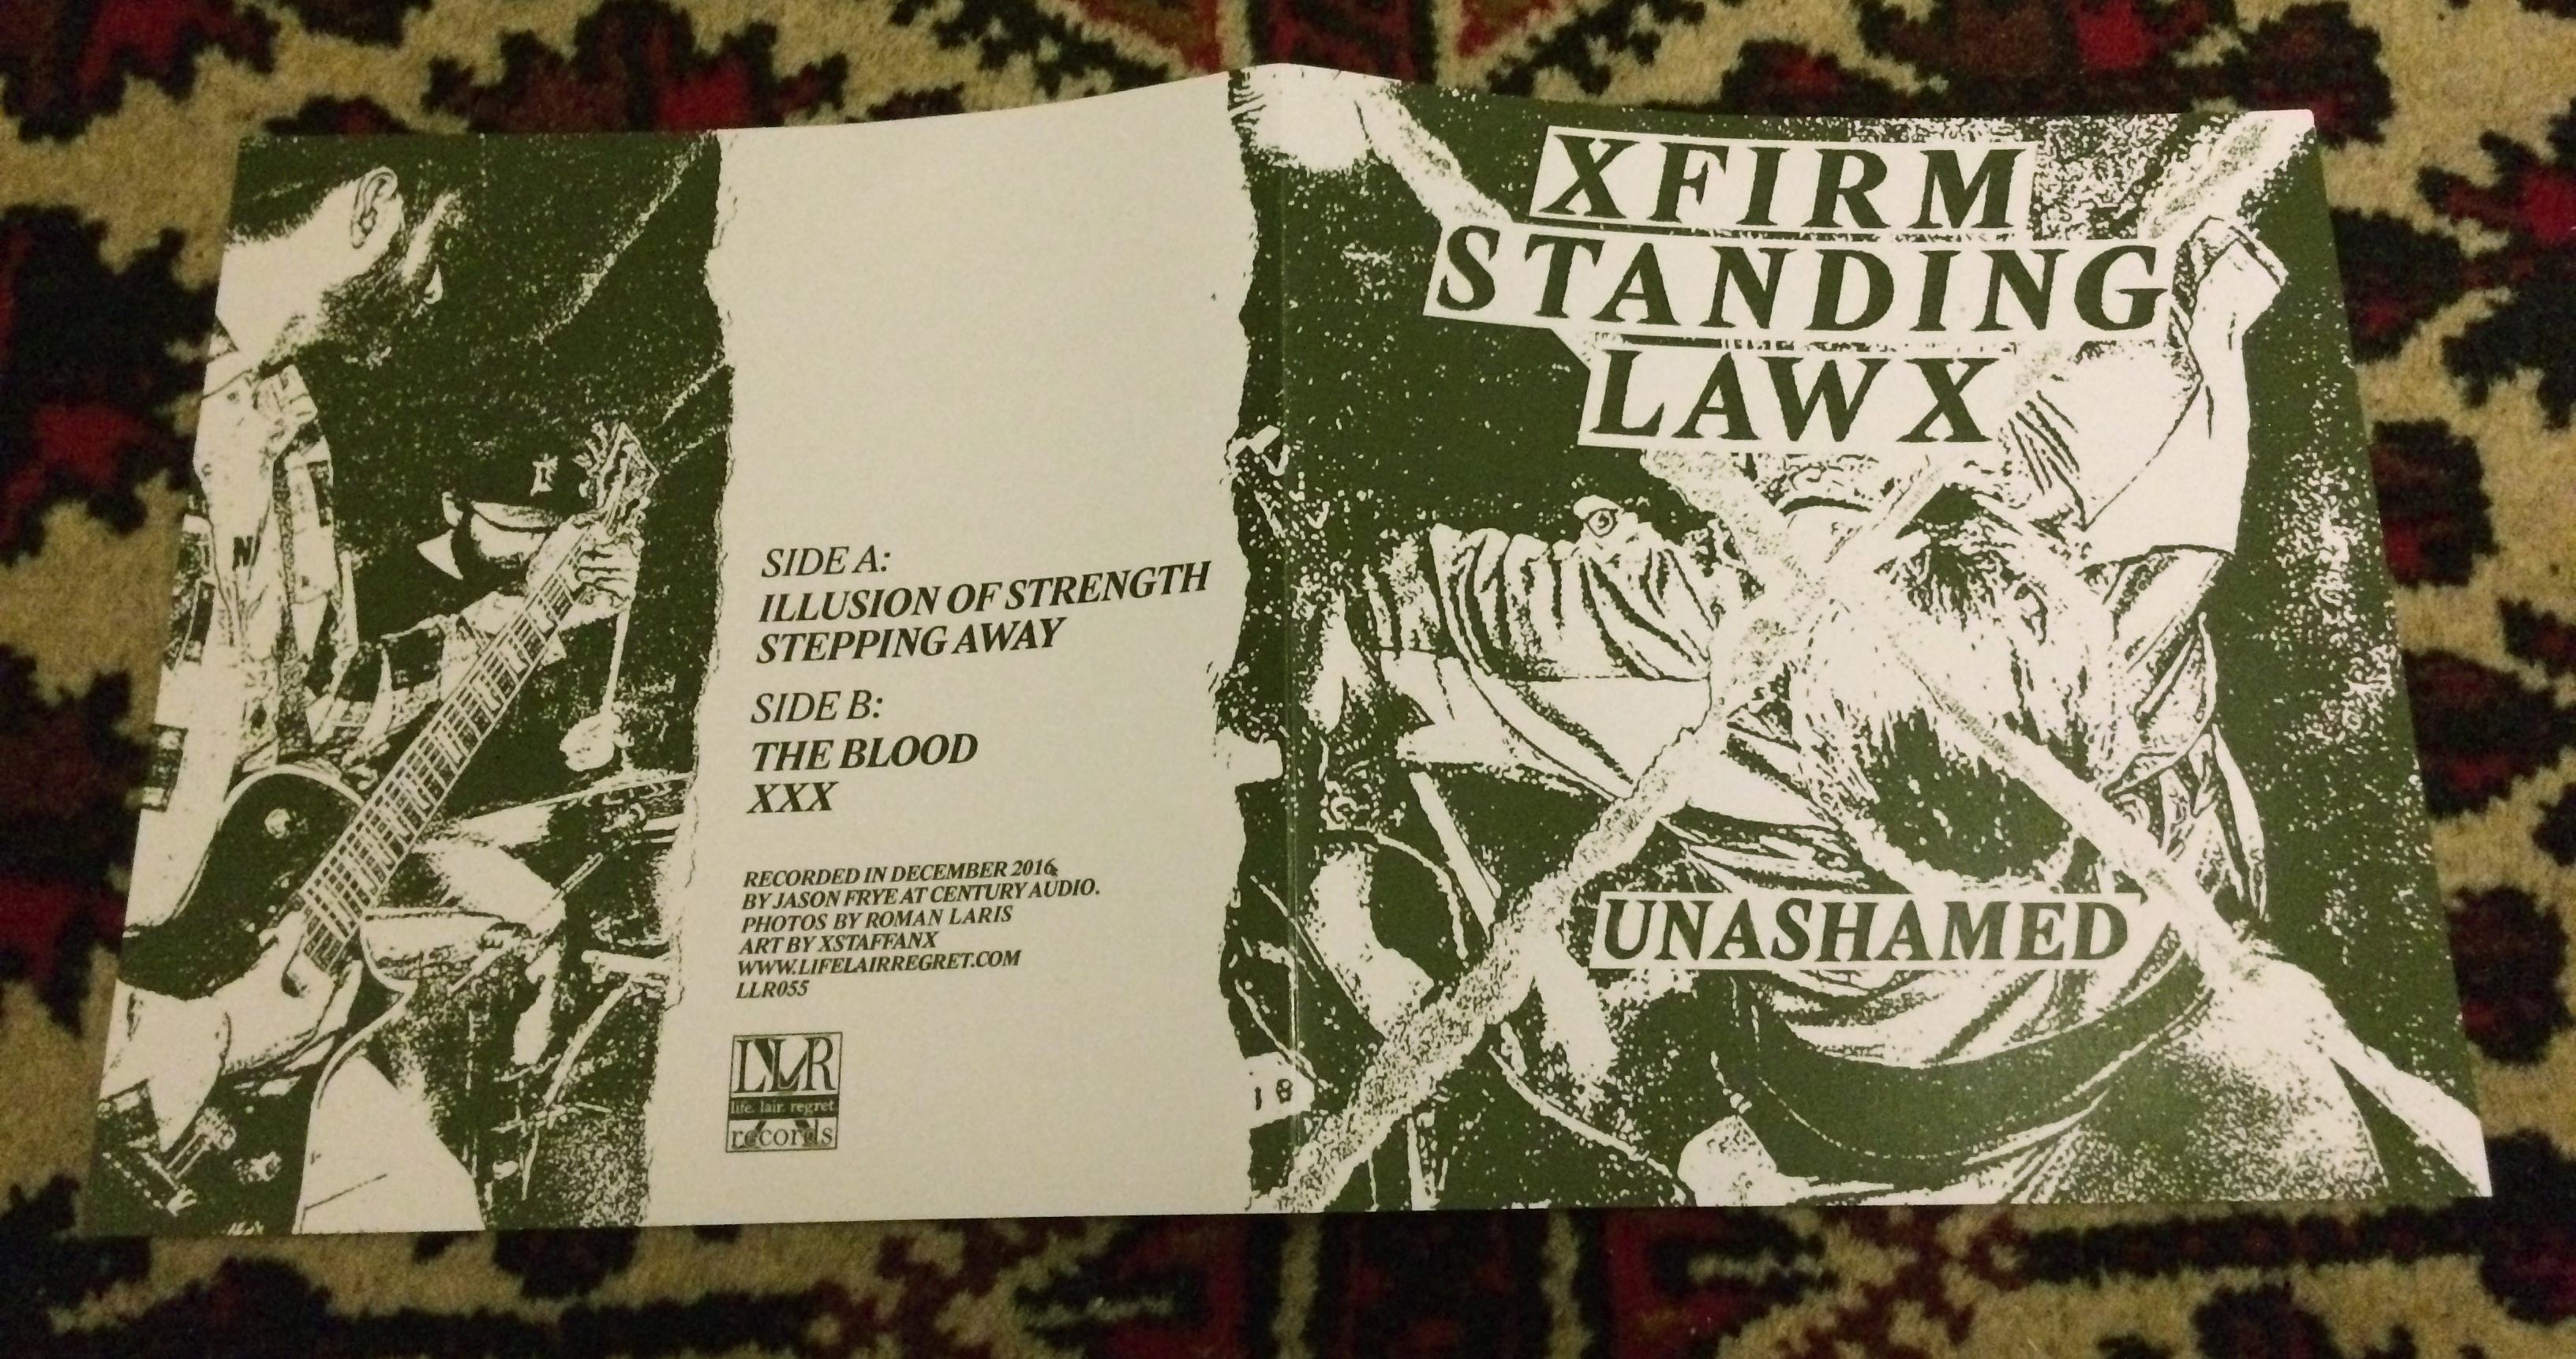 SIDE A:
ILLUSION OF STRENGTH
STEPPING AWAY
SIDE B:
THE BLOOD
XXX
RECORDED IN DECEMBER 2016
BY JASON FRYE AT CENTURY AUDIO.
PHOTOS BY ROMAN LARIS
ART BY XSTAFFANX
WWW.LIFELAIRREGRET.COM
LLR055
LLR
life. lair. regret.
records
XFIRM
STANDING
LAWX
UNASHAMED
18
N